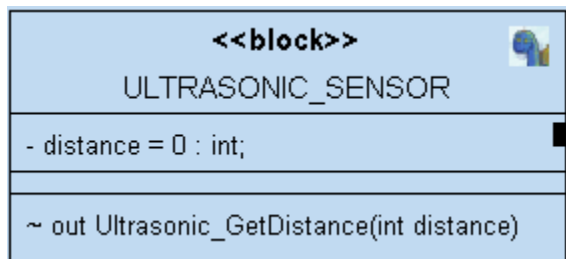 <<block>>
ULTRASONIC_SENSOR
- distance = 0 : int;
~ out Ultrasonic_GetDistance(int distance)